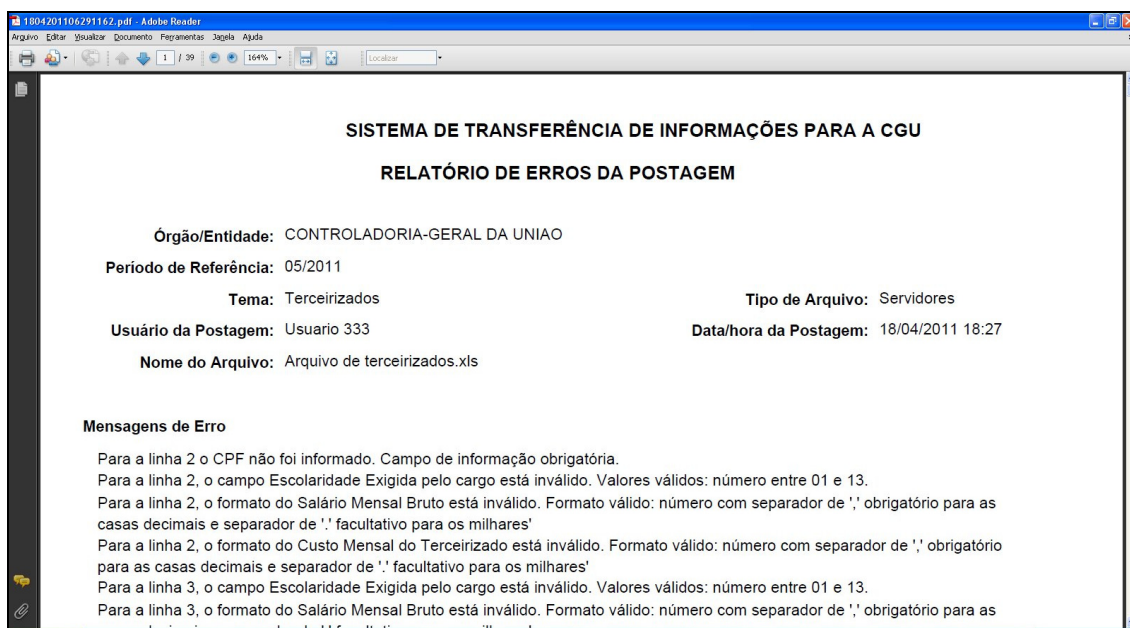 1804201106291162.pdf - Adobe Reader
Arquivo Editar Visualizar Documento Ferramentas Janela Ajuda
1 / 39 164% Localizar
SISTEMA DE TRANSFERÊNCIA DE INFORMAÇÕES PARA A CGU
RELATÓRIO DE ERROS DA POSTAGEM
Órgão/Entidade: CONTROLADORIA-GERAL DA UNIAO
Período de Referência: 05/2011
Tema: Terceirizados Tipo de Arquivo: Servidores
Usuário da Postagem: Usuario 333 Data/hora da Postagem: 18/04/2011 18:27
Nome do Arquivo: Arquivo de terceirizados.xls
Mensagens de Erro
Para a linha 2 o CPF não foi informado. Campo de informação obrigatória.
Para a linha 2, o campo Escolaridade Exigida pelo cargo está inválido. Valores válidos: número entre 01 e 13.
Para a linha 2, o formato do Salário Mensal Bruto está inválido. Formato válido: número com separador de ',' obrigatório para as
casas decimais e separador de '.' facultativo para os milhares'
Para a linha 2, o formato do Custo Mensal do Terceirizado está inválido. Formato válido: número com separador de ',' obrigatório
para as casas decimais e separador de '.' facultativo para os milhares'
Para a linha 3, o campo Escolaridade Exigida pelo cargo está inválido. Valores válidos: número entre 01 e 13.
Para a linha 3, o formato do Salário Mensal Bruto está inválido. Formato válido: número com separador de ',' obrigatório para as